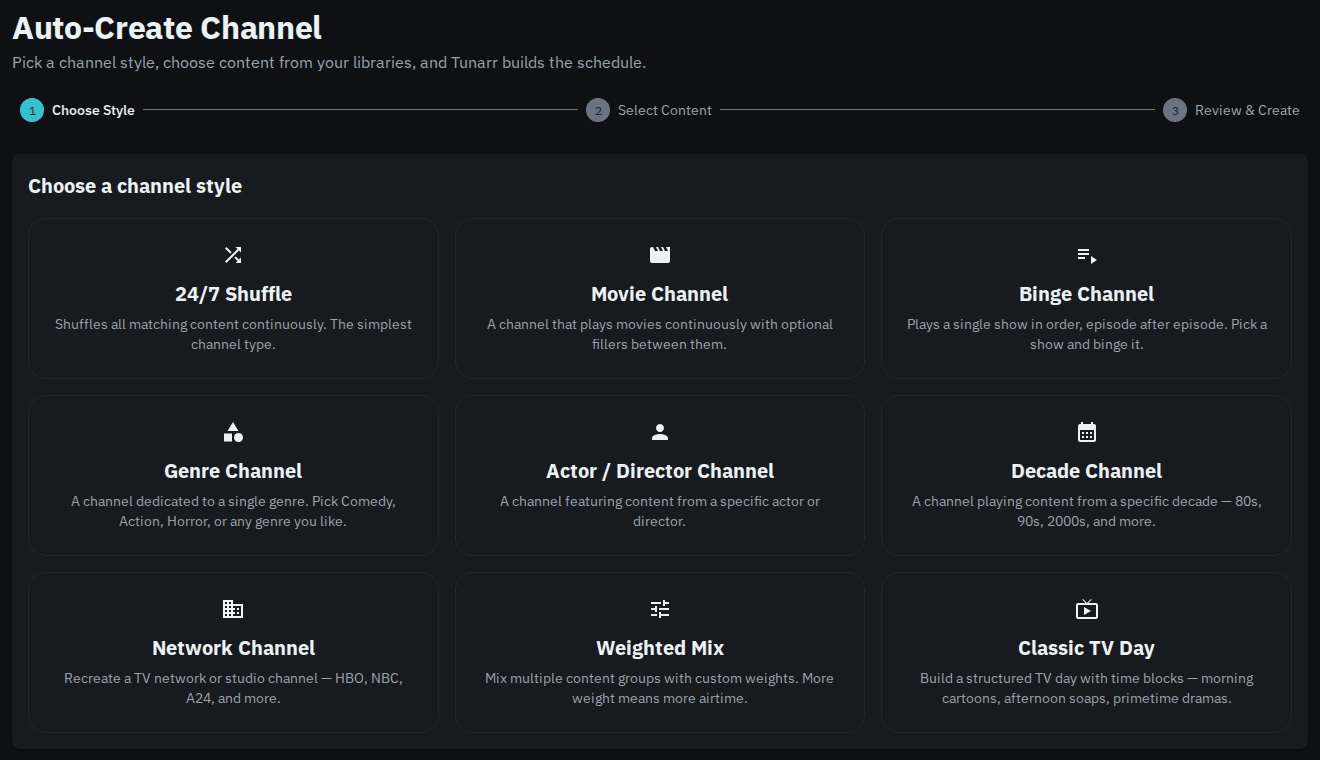 Auto-Create Channel
Pick a channel style, choose content from your libraries, and Tunarr builds the schedule.
1 Choose Style
2 Select Content
3 Review & Create
Choose a channel style
24/7 Shuffle
Shuffles all matching content continuously. The simplest
channel type.
Movie Channel
A channel that plays movies continuously with optional
fillers between them.
Binge Channel
Plays a single show in order, episode after episode. Pick a
show and binge it.
Genre Channel
A channel dedicated to a single genre. Pick Comedy,
Action, Horror, or any genre you like.
Actor / Director Channel
A channel featuring content from a specific actor or
director.
Decade Channel
A channel playing content from a specific decade — 80s,
90s, 2000s, and more.
Network Channel
Recreate a TV network or studio channel — HBO, NBC,
A24, and more.
Weighted Mix
Mix multiple content groups with custom weights. More
weight means more airtime.
Classic TV Day
Build a structured TV day with time blocks — morning
cartoons, afternoon soaps, primetime dramas.